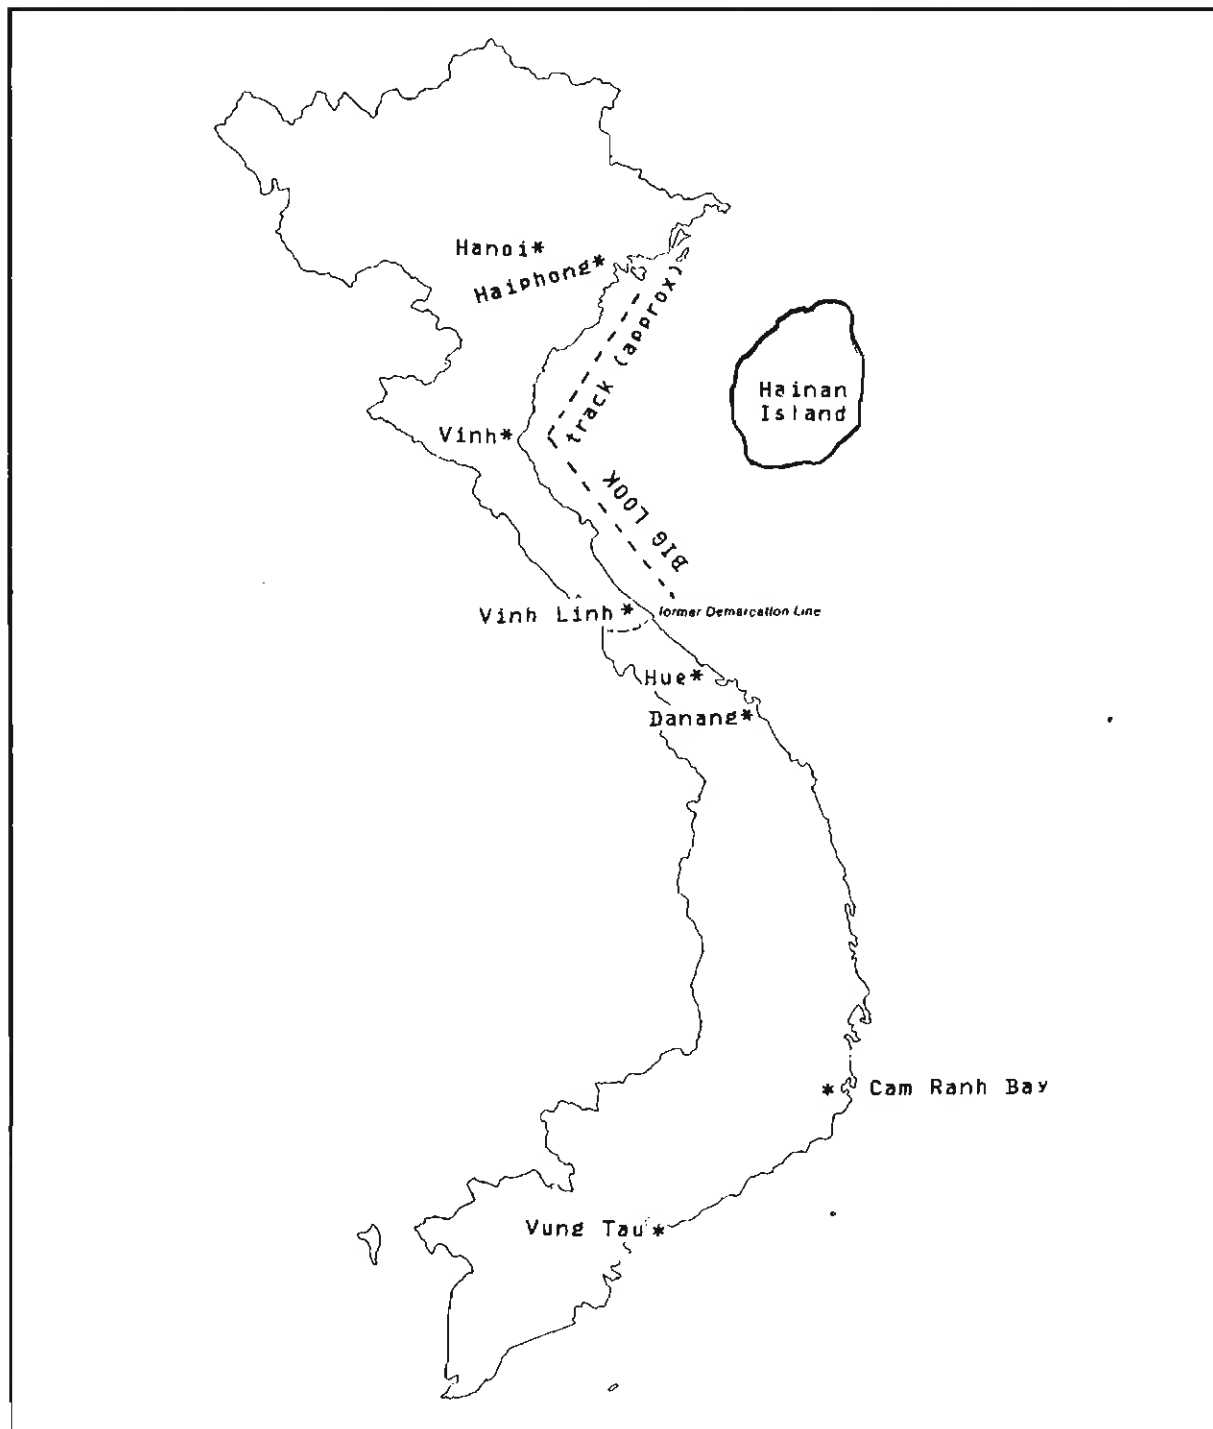 Hanoi*
Haiphong*
track (approx)
Hainan
Island
Vinh*
BIG LOOK
Vinh Linh*
former Demarcation Line
Hue*
Danang*
* Cam Ranh Bay
Vung Tau*